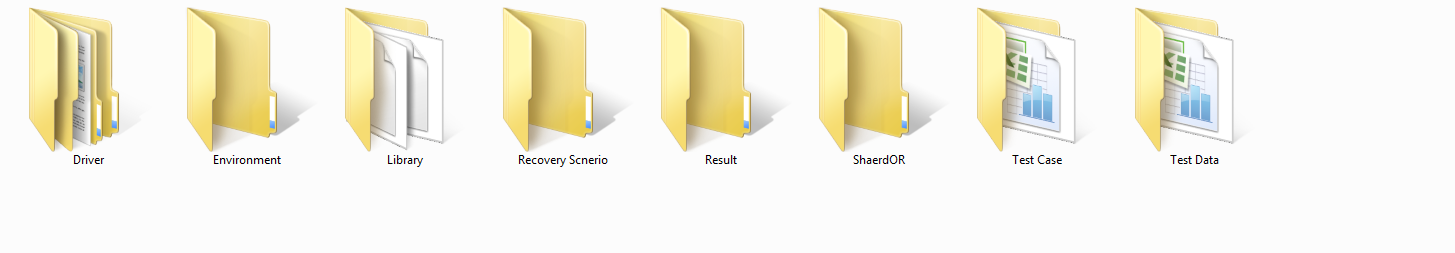 Driver
Environment
Library
Recovery Scnerio
Result
ShaerdOR
Test Case
Test Data